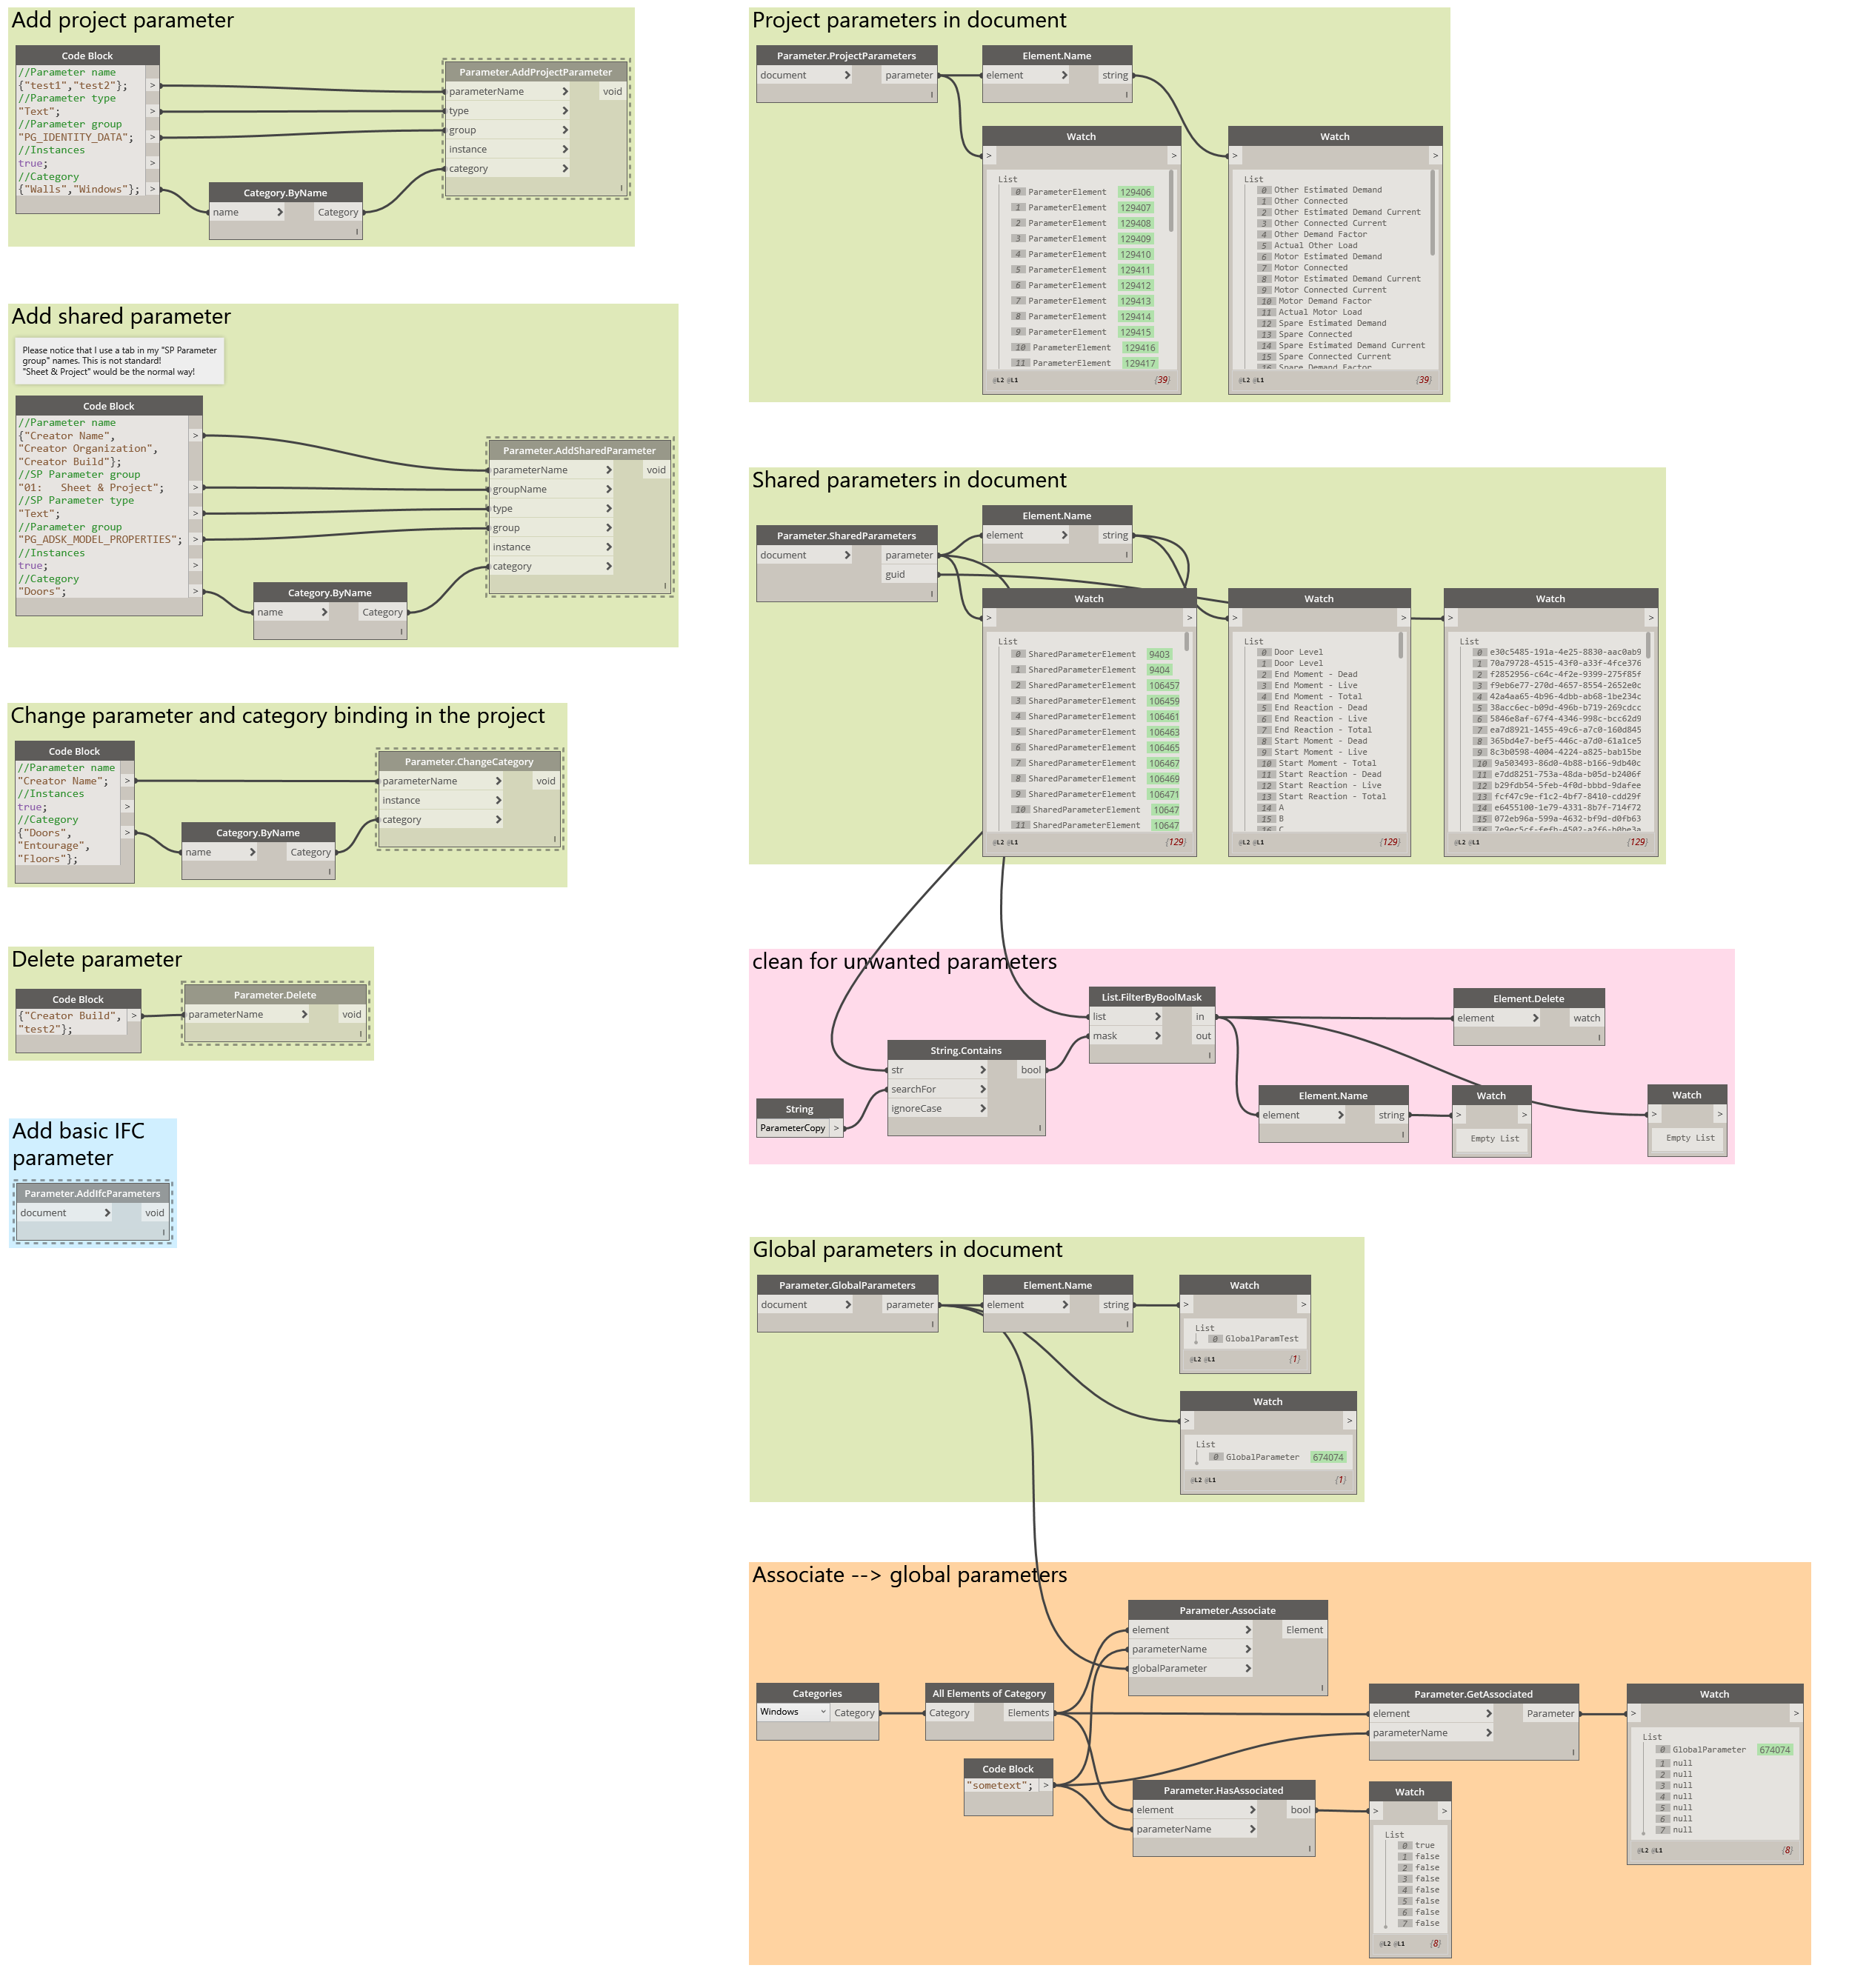 Add project parameter
Code Block
//Parameter name
{"test1","test2"}; >
//Parameter type
"Text"; >
//Parameter group
"PG_IDENTITY_DATA"; >
//Instances
true; >
//Category
{"Walls","Windows"}; >
Category.ByName
name > Category
Parameter.AddProjectParameter
parameterName > void
type >
group >
instance >
category >
Add shared parameter
Please notice that I use a tab in my "SP Parameter
group" names. This is not standard!
"Sheet & Project" would be the normal way!
Code Block
//Parameter name
{"Creator Name", >
"Creator Organization",
"Creator Build"};
//SP Parameter group
"01:   Sheet & Project"; >
//SP Parameter type
"Text"; >
//Parameter group
"PG_ADSK_MODEL_PROPERTIES"; >
//Instances
true; >
//Category
"Doors"; >
Category.ByName
name > Category
Parameter.AddSharedParameter
parameterName > void
groupName >
type >
group >
instance >
category >
Change parameter and category binding in the project
Code Block
//Parameter name
"Creator Name"; >
//Instances
true; >
//Category
{"Doors", >
"Entourage",
"Floors"};
Category.ByName
name > Category
Parameter.ChangeCategory
parameterName > void
instance >
category >
Delete parameter
Code Block
{"Creator Build", >
"test2"};
Parameter.Delete
parameterName > void
Add basic IFC
parameter
Parameter.AddIfcParameters
document > void
Project parameters in document
Parameter.ProjectParameters
document > parameter
Element.Name
element > string
Watch
> >
List
0 ParameterElement 129406
1 ParameterElement 129407
2 ParameterElement 129408
3 ParameterElement 129409
4 ParameterElement 129410
5 ParameterElement 129411
6 ParameterElement 129412
7 ParameterElement 129413
8 ParameterElement 129414
9 ParameterElement 129415
10 ParameterElement 129416
11 ParameterElement 129417
@L2 @L1 {39}
Watch
> >
List
0 Other Estimated Demand
1 Other Connected
2 Other Estimated Demand Current
3 Other Connected Current
4 Other Demand Factor
5 Actual Other Load
6 Motor Estimated Demand
7 Motor Connected
8 Motor Estimated Demand Current
9 Motor Connected Current
10 Motor Demand Factor
11 Actual Motor Load
12 Spare Estimated Demand
13 Spare Connected
14 Spare Estimated Demand Current
15 Spare Connected Current
16 Spare Demand Factor
@L2 @L1 {39}
Shared parameters in document
Parameter.SharedParameters
document > parameter
guid
Element.Name
element > string
Watch
> >
List
0 SharedParameterElement 9403
1 SharedParameterElement 9404
2 SharedParameterElement 106457
3 SharedParameterElement 106459
4 SharedParameterElement 106461
5 SharedParameterElement 106463
6 SharedParameterElement 106465
7 SharedParameterElement 106467
8 SharedParameterElement 106469
9 SharedParameterElement 106471
10 SharedParameterElement 10647
11 SharedParameterElement 10647
@L2 @L1 {129}
Watch
> >
List
0 Door Level
1 Door Level
2 End Moment - Dead
3 End Moment - Live
4 End Moment - Total
5 End Reaction - Dead
6 End Reaction - Live
7 End Reaction - Total
8 Start Moment - Dead
9 Start Moment - Live
10 Start Moment - Total
11 Start Reaction - Dead
12 Start Reaction - Live
13 Start Reaction - Total
14 A
15 B
16 C
@L2 @L1 {129}
Watch
> >
List
0 e30c5485-191a-4e25-8830-aac0ab9
1 70a79728-4515-43f0-a33f-4fce376
2 f2852956-c64c-4f2e-9399-275f85f
3 f9eb6e77-270d-4657-8554-2652e0c
4 42a4aa65-4b96-4dbb-ab68-1be234c
5 38acc6ec-b09d-496b-b719-269cdcc
6 5846e8af-67f4-4346-998c-bcc62d9
7 ea7d8921-1455-49c6-a7c0-160d845
8 365bd4e7-bef5-446c-a7d0-61a1ce5
9 8c3b0598-4004-4224-a825-bab15be
10 9a503493-86d0-4b88-b166-9db40c
11 e7dd8251-753a-48da-b05d-b2406f
12 b29fdb54-5feb-4f0d-bbbd-9dafee
13 fcf47c9e-f1c2-4bf7-8410-cdd29f
14 e6455100-1e79-4331-8b7f-714f72
15 072eb96a-599a-4632-bf9d-d0fb63
@L2 @L1 {129}
clean for unwanted parameters
String
ParameterCopy >
String.Contains
str > bool
searchFor >
ignoreCase >
List.FilterByBoolMask
list > in
mask > out
Element.Delete
element > watch
Element.Name
element > string
Watch
> >
Empty List
Watch
> >
Empty List
Global parameters in document
Parameter.GlobalParameters
document > parameter
Element.Name
element > string
Watch
> >
List
0 GlobalParamTest
@L2 @L1 {1}
Watch
> >
List
0 GlobalParameter 674074
@L2 @L1 {1}
Associate --> global parameters
Parameter.Associate
element > Element
parameterName >
globalParameter >
Categories
Windows Category
All Elements of Category
Category Elements
Code Block
"sometext"; >
Parameter.HasAssociated
element > bool
parameterName >
Parameter.GetAssociated
element > Parameter
parameterName >
Watch
> >
List
0 true
1 false
2 false
3 false
4 false
5 false
6 false
7 false
@L2 @L1 {8}
Watch
> >
List
0 GlobalParameter 674074
1 null
2 null
3 null
4 null
5 null
6 null
7 null
@L2 @L1 {8}